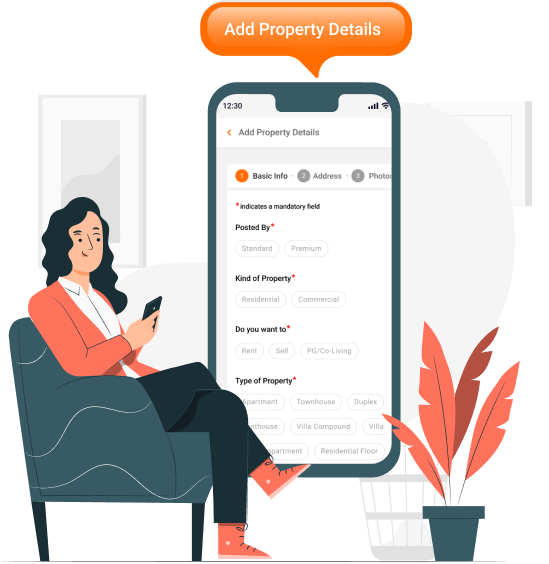 Add Property Details
12:30
< Add Property Details
1 Basic Info 2 Address 3 Photos
*indicates a mandatory field
Posted By*
Standard Premium
Kind of Property*
Residential Commercial
Do you want to*
Rent Sell PG/Co-Living
Type of Property*
Apartment Townhouse Duplex
Villa Compound Villa
Residential Floor